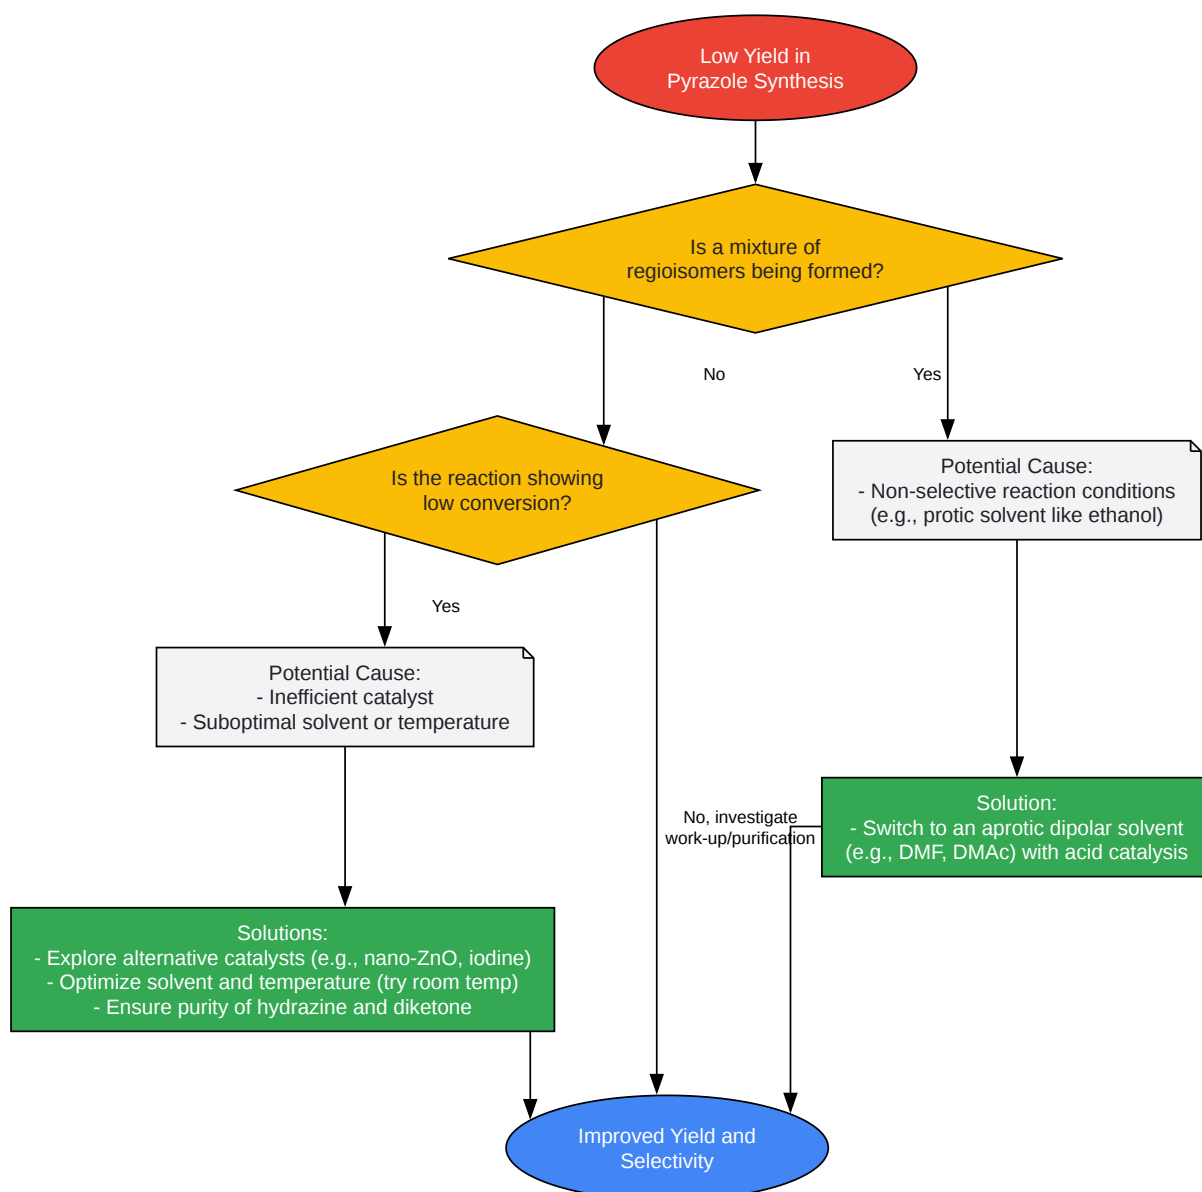 Low Yield in
Pyrazole Synthesis
Is a mixture of
regioisomers being formed?
No
Yes
Is the reaction showing
low conversion?
Potential Cause:
- Non-selective reaction conditions
(e.g., protic solvent like ethanol)
Yes
Potential Cause:
- Inefficient catalyst
- Suboptimal solvent or temperature
No, investigate
work-up/purification
Solution:
- Switch to an aprotic dipolar solvent
(e.g., DMF, DMAc) with acid catalysis
Solutions:
- Explore alternative catalysts (e.g., nano-ZnO, iodine)
- Optimize solvent and temperature (try room temp)
- Ensure purity of hydrazine and diketone
Improved Yield and
Selectivity